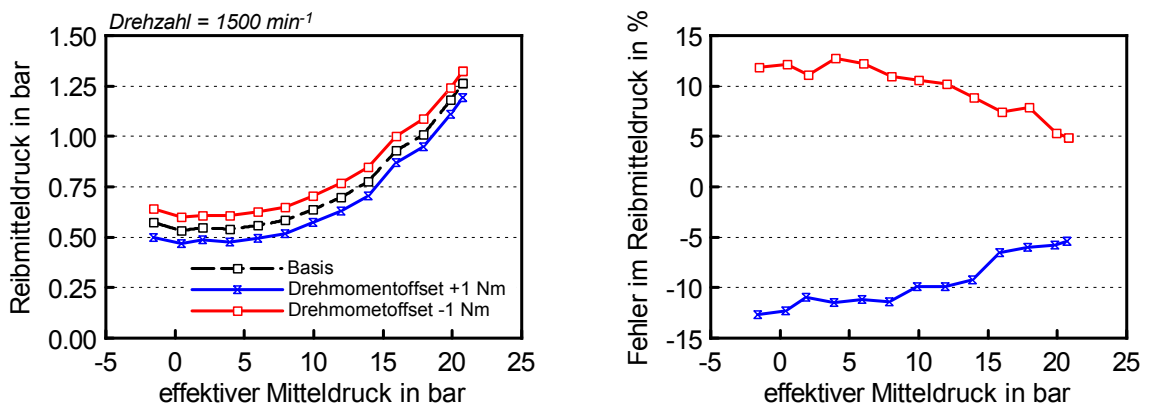 Drehzahl = 1500 min-1
Reibmitteldruck in bar
1.50
1.25
1.00
0.75
0.50
0.25
0.00
Basis
Drehmomentoffset +1 Nm
Drehmometoffset -1 Nm
-5 0 5 10 15 20 25
effektiver Mitteldruck in bar
Fehler im Reibmitteldruck in %
15
10
5
0
-5
-10
-15
-5 0 5 10 15 20 25
effektiver Mitteldruck in bar